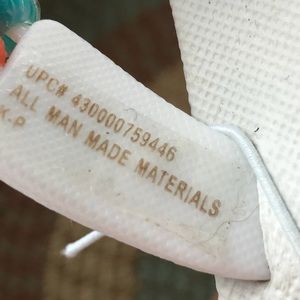 UPC# 430000759446
ALL MAN MADE MATERIALS
K-P